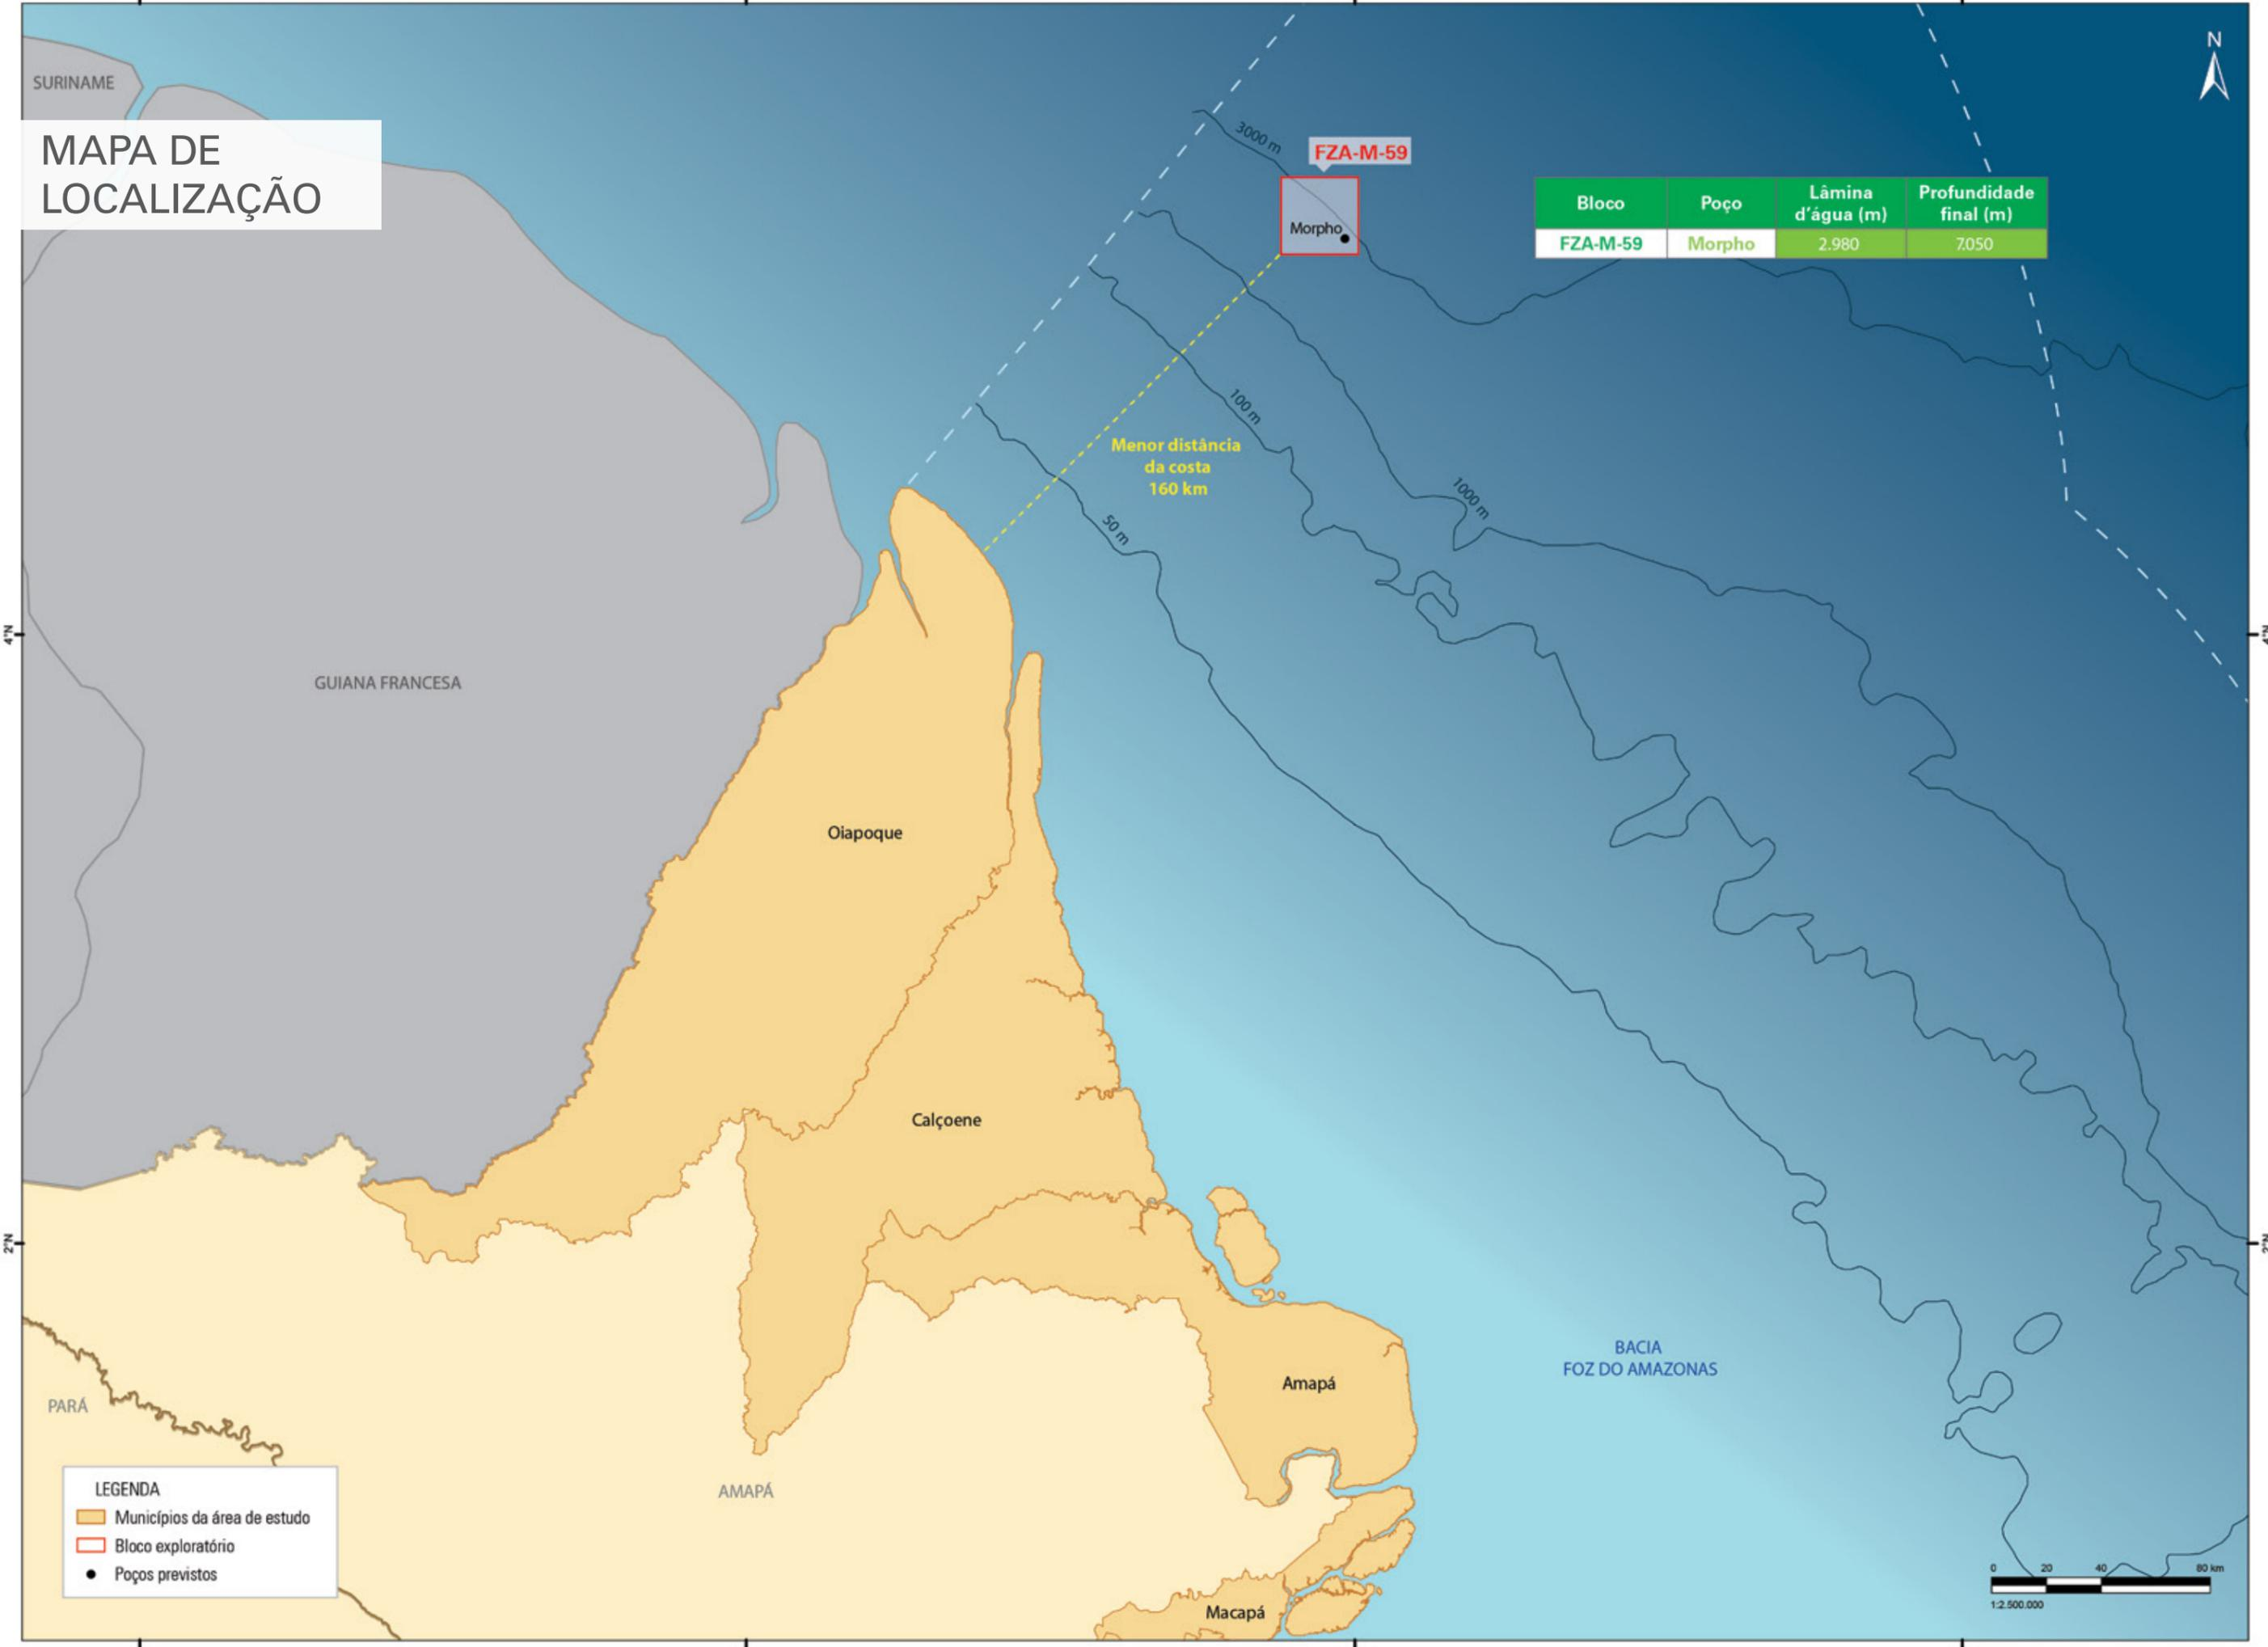 SURINAME
MAPA DE
LOCALIZAÇÃO
N
3000 m
FZA-M-59
Morpho
Bloco Poço Lâmina d'água (m) Profundidade final (m)
FZA-M-59 Morpho 2.980 7.050
100 m
Menor distância
da costa
160 km
1000 m
50 m
4°N
4°N
GUIANA FRANCESA
Oiapoque
Calçoene
2°N
2°N
BACIA
FOZ DO AMAZONAS
Amapá
PARÁ
AMAPÁ
LEGENDA
Municípios da área de estudo
Bloco exploratório
Poços previstos
Macapá
0 20 40 80 km
1:2.500.000